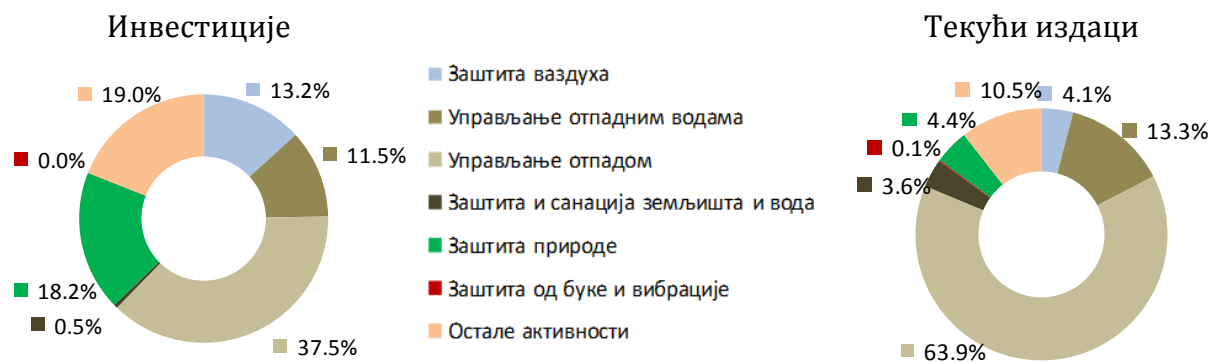 Инвестиције
19.0%
13.2%
0.0%
11.5%
18.2%
0.5%
37.5%
Заштита ваздуха
Управљање отпадним водама
Управљање отпадом
Заштита и санација земљишта и вода
Заштита природе
Заштита од буке и вибрације
Остале активности
Текући издаци
10.5%
4.1%
4.4%
13.3%
0.1%
3.6%
63.9%